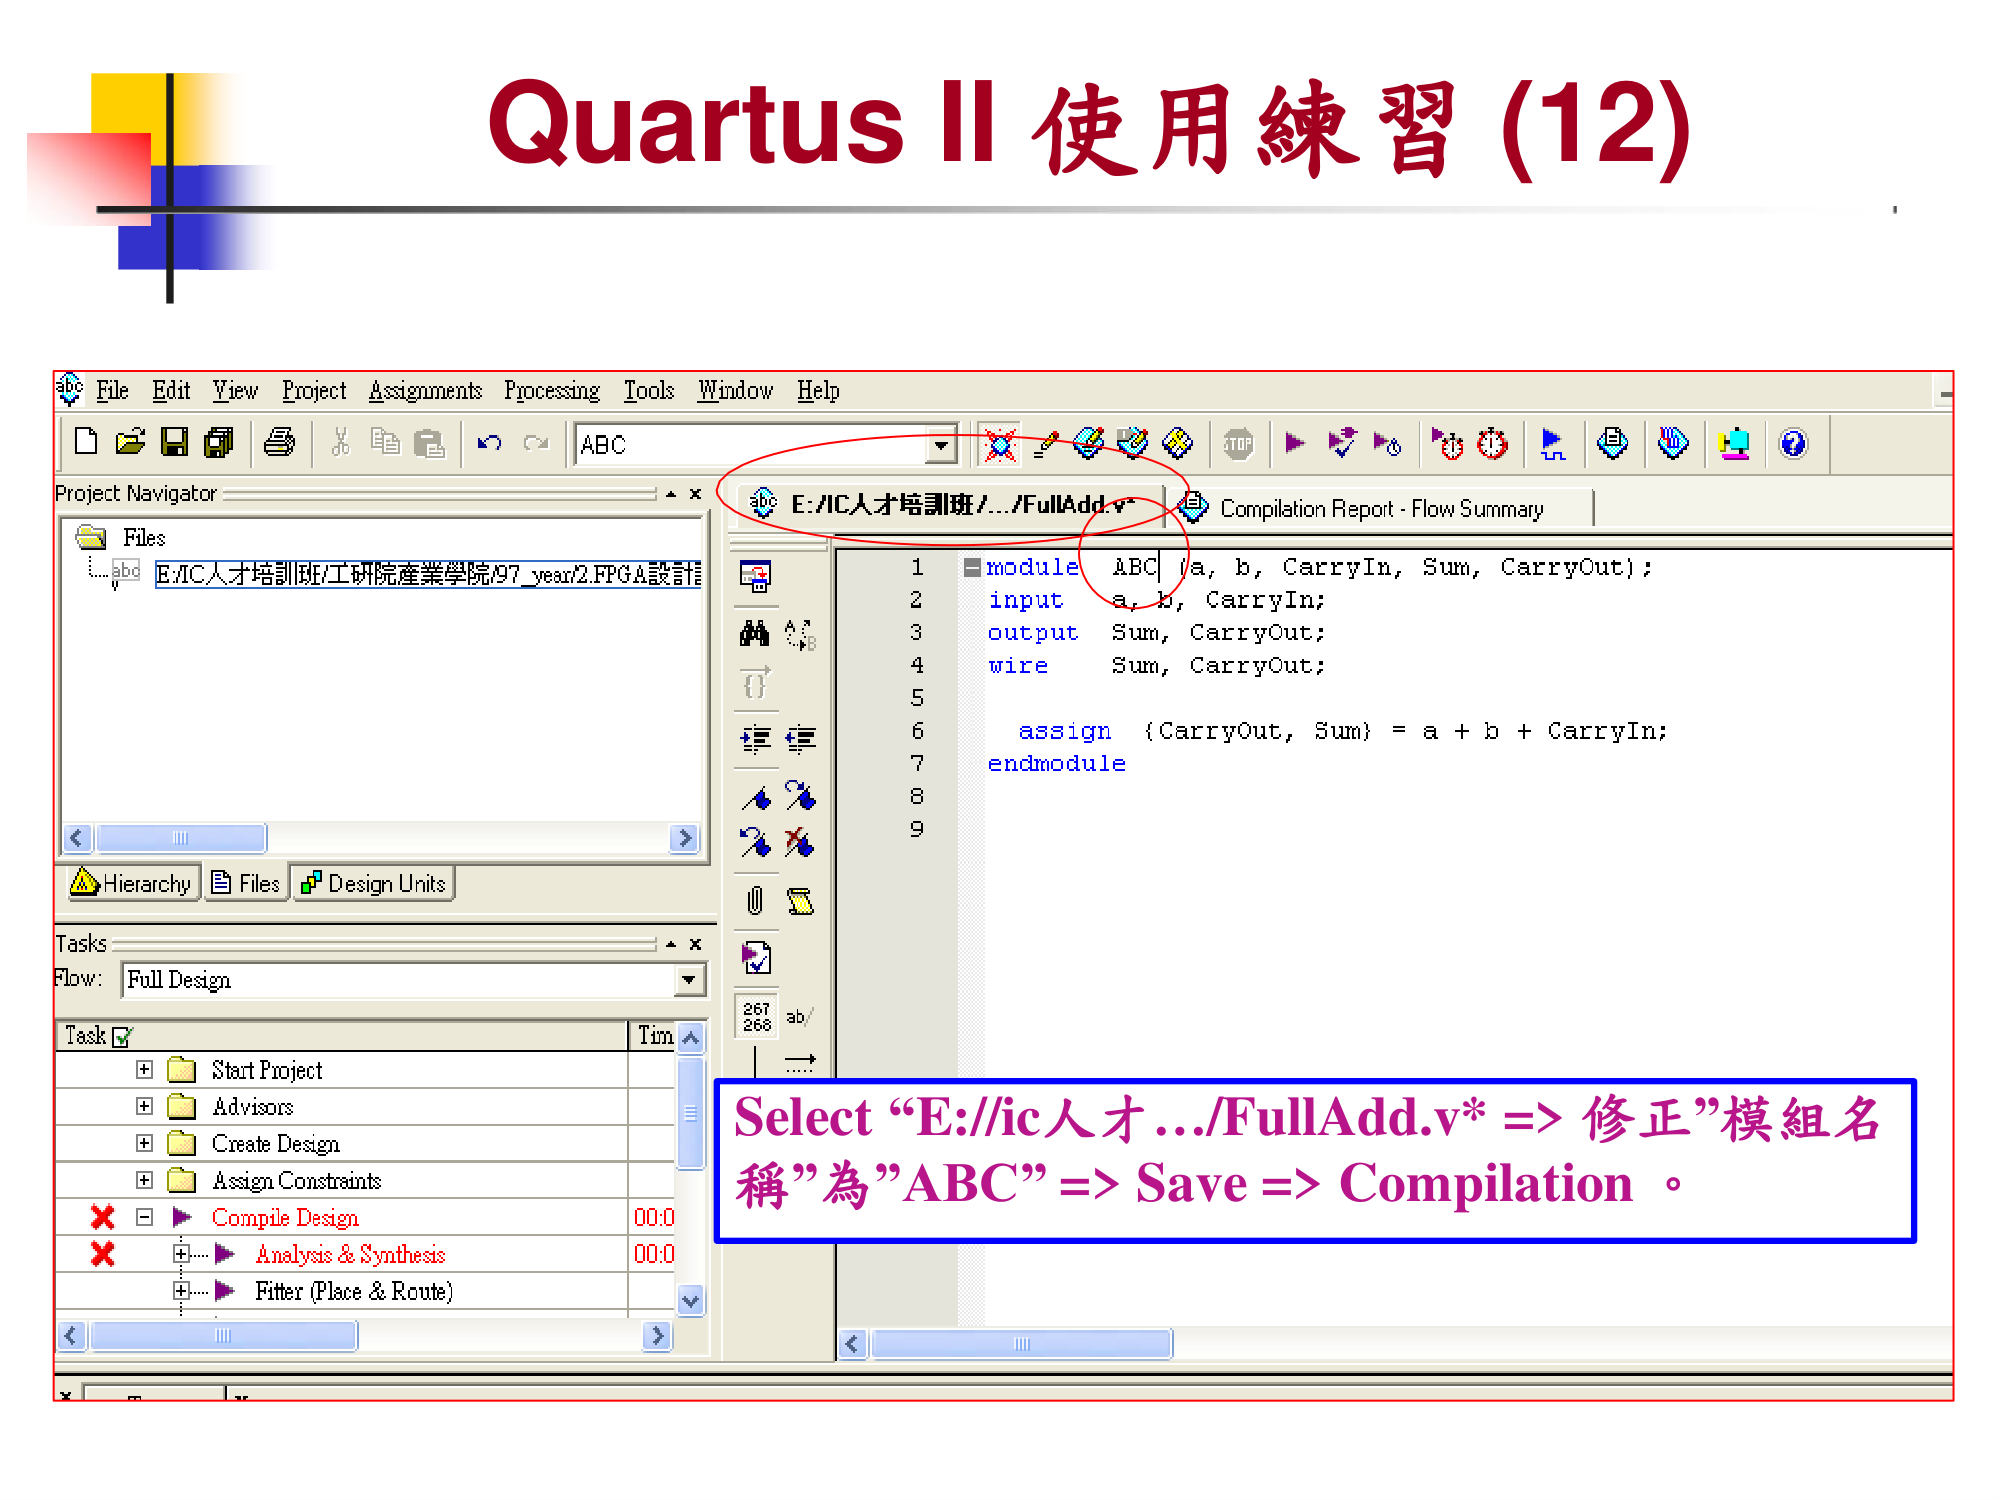 Quartus II 使用練習 (12)
File Edit View Project Assignments Processing Tools Window Help
ABC
STOP
Project Navigator
E:/IC人才培訓班/.../FullAdd.v*
Compilation Report - Flow Summary
Files
abc
E:/IC人才培訓班/工研院產業學院/97_year/2.FPGA設計
1 module ABC (a, b, CarryIn, Sum, CarryOut);
2 input a, b, CarryIn;
3 output Sum, CarryOut;
4 wire Sum, CarryOut;
5
6 assign {CarryOut, Sum} = a + b + CarryIn;
7 endmodule
8
9
Hierarchy Files Design Units
Tasks
Flow: Full Design
267
268 ab/
Task Tim
Start Project
Advisors
Create Design
Assign Constraints
Compile Design 00:0
Analysis & Synthesis 00:0
Fitter (Place & Route)
Select “E://ic人才…/FullAdd.v* => 修正”模組名
稱”為”ABC” => Save => Compilation 。